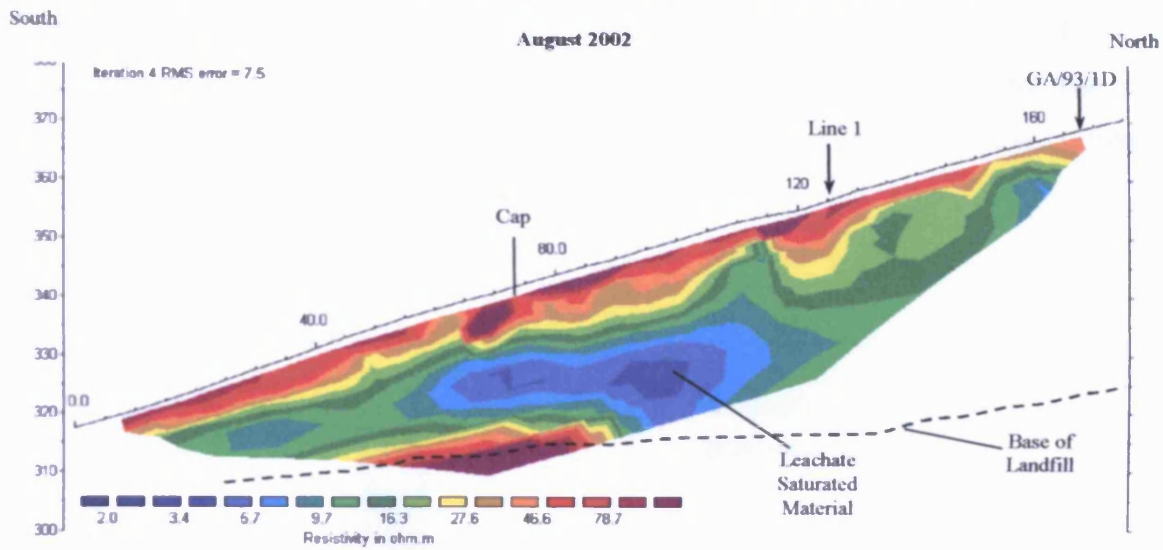 South
August 2002
North
Iteration 4 RMS error = 7.5
GA/93/1D
370
160
Line 1
360
120
Cap
350
80.0
340
40.0
330
0.0
320
310
Base of
Landfill
Leachate
Saturated
Material
2.0 3.4 5.7 9.7 16.3 27.6 46.6 78.7
300
Resistivity in ohm.m